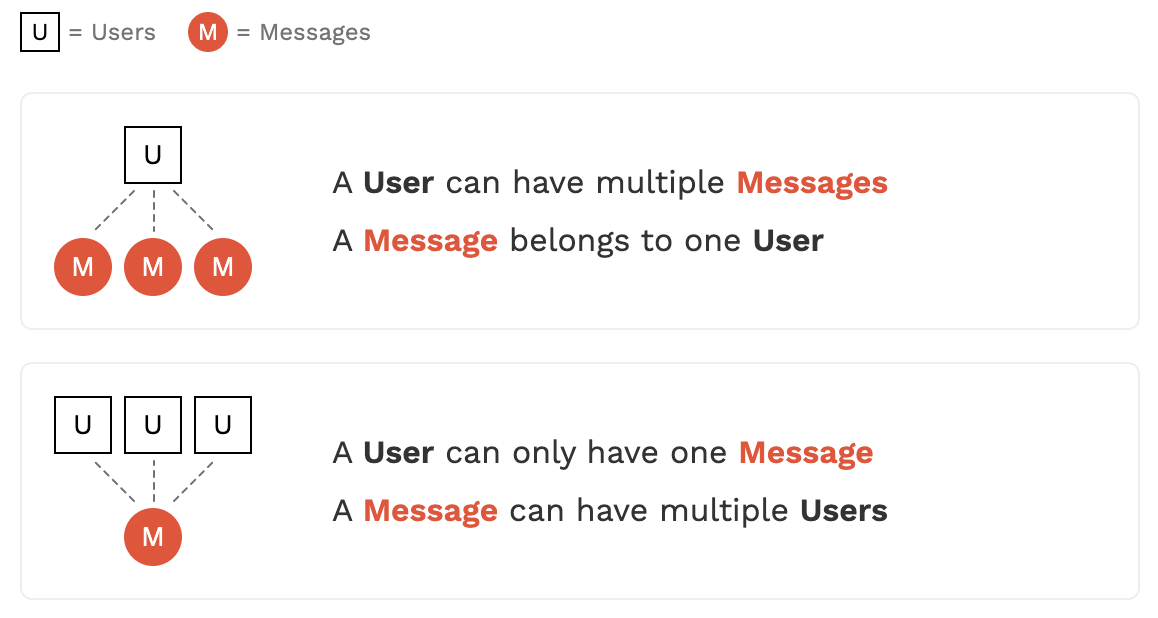 U = Users M = Messages
U
M M M
A User can have multiple Messages
A Message belongs to one User
U U U
M
A User can only have one Message
A Message can have multiple Users